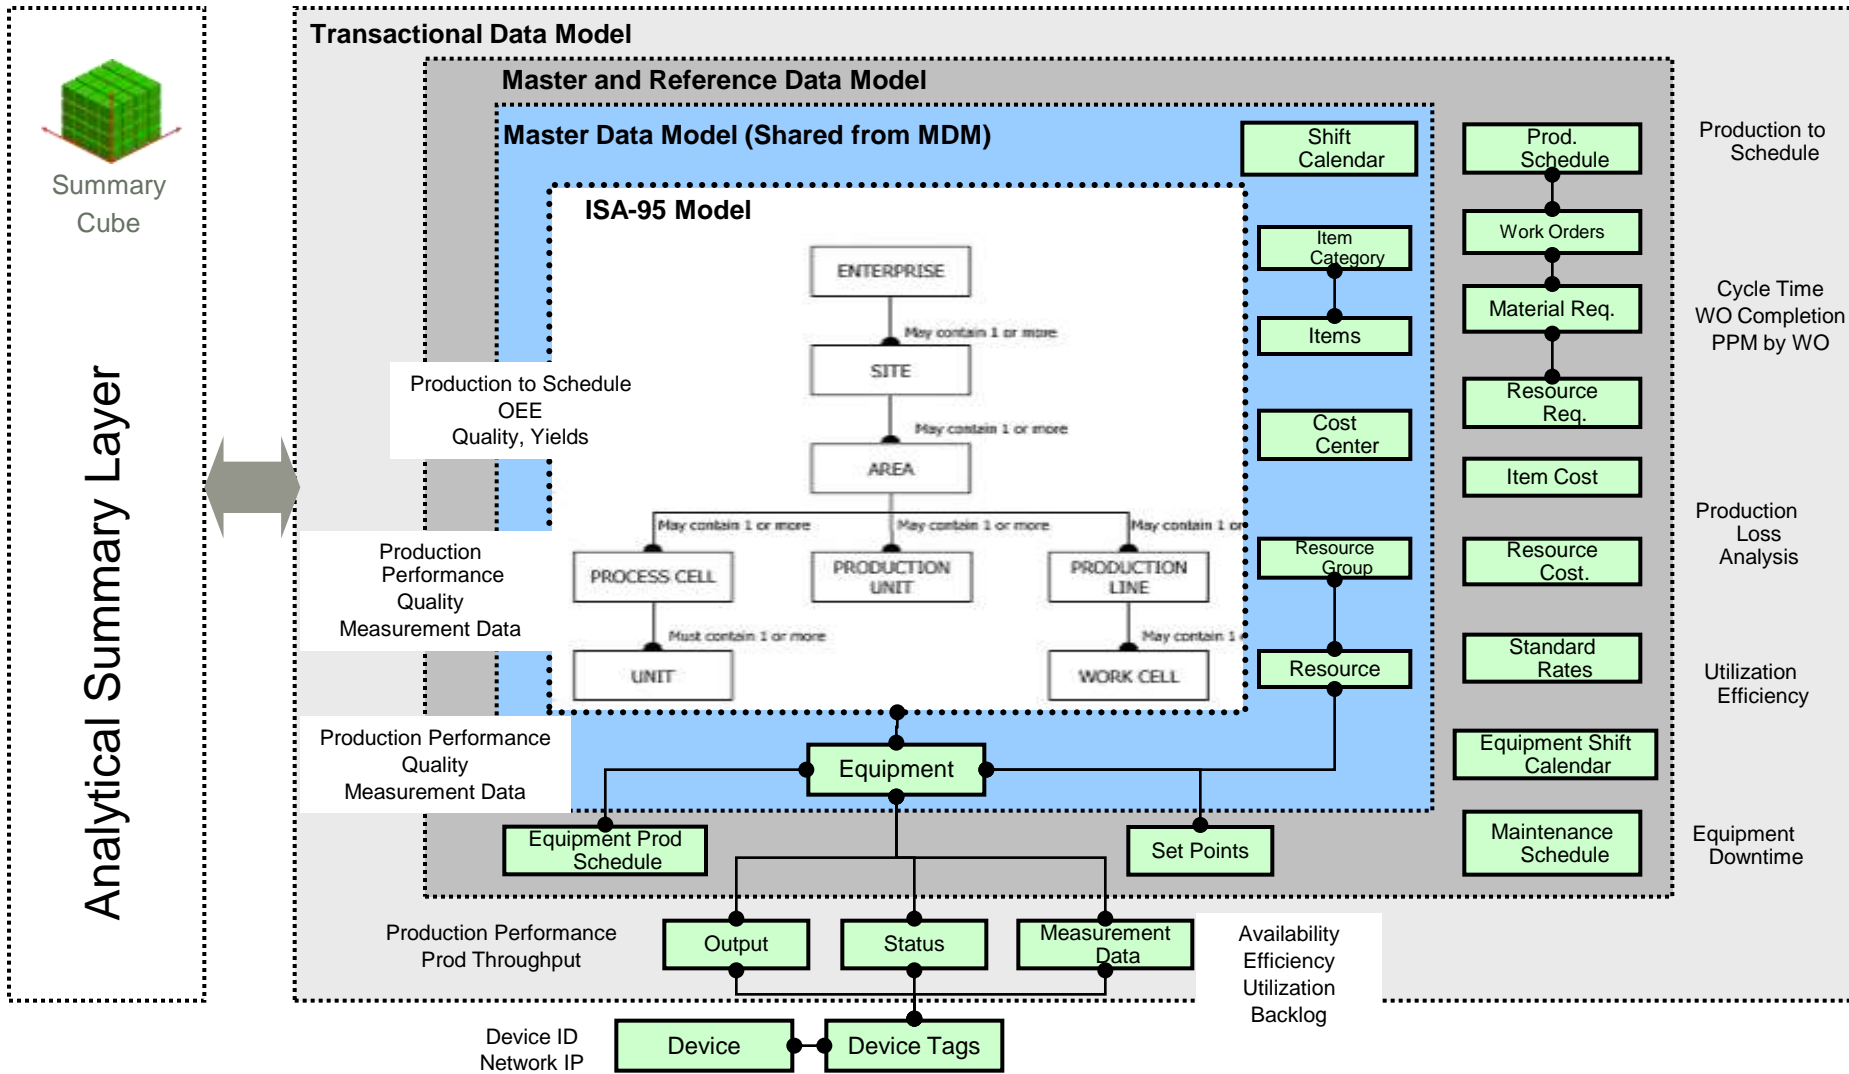 Transactional Data Model
Master and Reference Data Model
Master Data Model (Shared from MDM)
ISA-95 Model
Summary
Cube
Analytical Summary Layer
ENTERPRISE
May contain 1 or more
SITE
May contain 1 or more
AREA
May contain 1 or more
May contain 1 or more
May contain 1 or
PROCESS CELL
PRODUCTION
UNIT
PRODUCTION
LINE
Must contain 1 or more
May contain 1
UNIT
WORK CELL
Production to Schedule
OEE
Quality, Yields
Production
Performance
Quality
Measurement Data
Production Performance
Quality
Measurement Data
Shift
Calendar
Item
Category
Items
Cost
Center
Resource
Group
Resource
Equipment
Prod.
Schedule
Work Orders
Material Req.
Resource
Req.
Item Cost
Resource
Cost.
Standard
Rates
Equipment Shift
Calendar
Maintenance
Schedule
Production to
Schedule
Cycle Time
WO Completion
PPM by WO
Production
Loss
Analysis
Utilization
Efficiency
Equipment
Downtime
Equipment Prod
Schedule
Set Points
Production Performance
Prod Throughput
Output
Status
Measurement
Data
Availability
Efficiency
Utilization
Backlog
Device ID
Network IP
Device
Device Tags